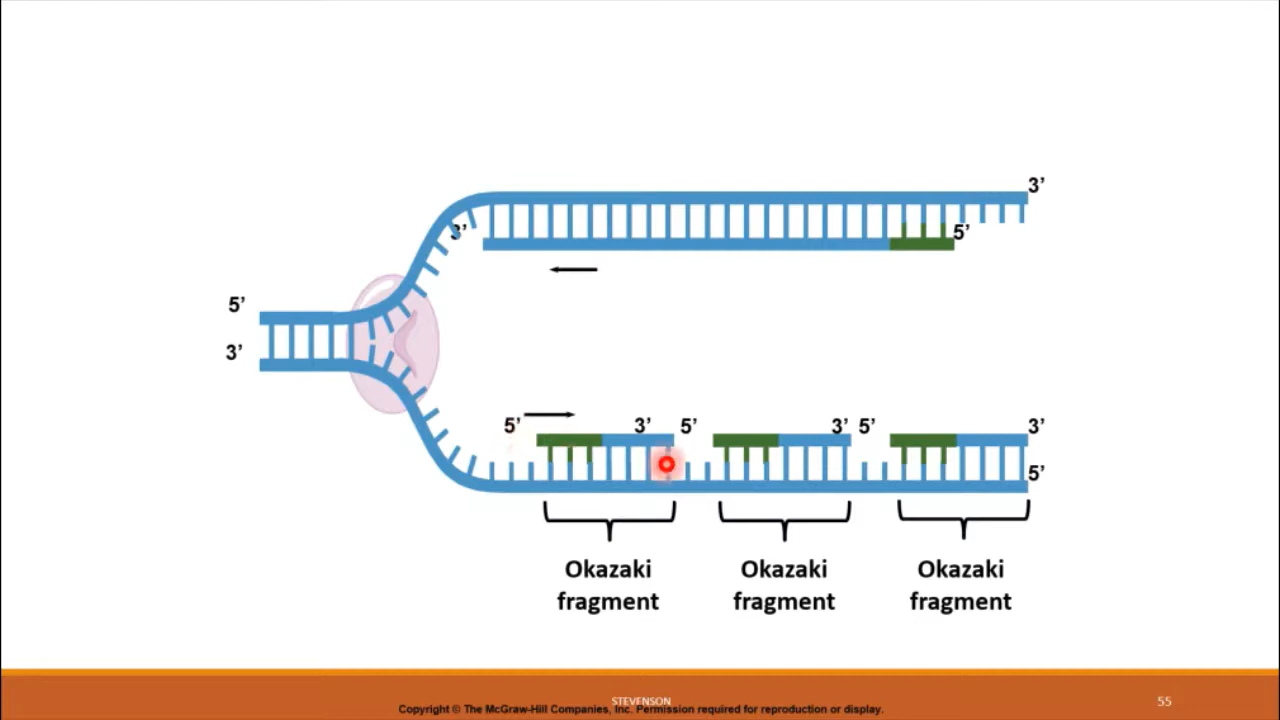 3’
3’
5’
5’
3’
5’
3’
5’
3’
5’
3’
5’
Okazaki
fragment
Okazaki
fragment
Okazaki
fragment
STEVENSON
55
Copyright © The McGraw-Hill Companies, Inc. Permission required for reproduction or display.